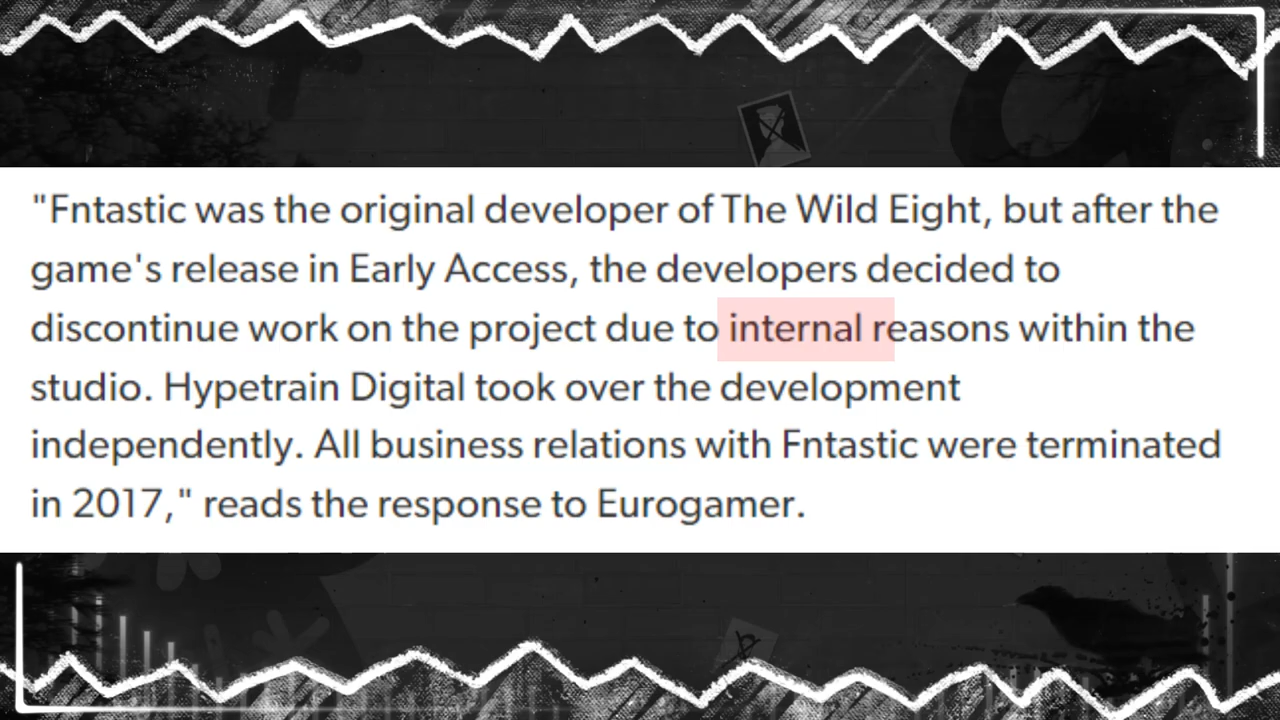 "Fntastic was the original developer of The Wild Eight, but after the
game's release in Early Access, the developers decided to
discontinue work on the project due to internal reasons within the
studio. Hypetrain Digital took over the development
independently. All business relations with Fntastic were terminated
in 2017," reads the response to Eurogamer.